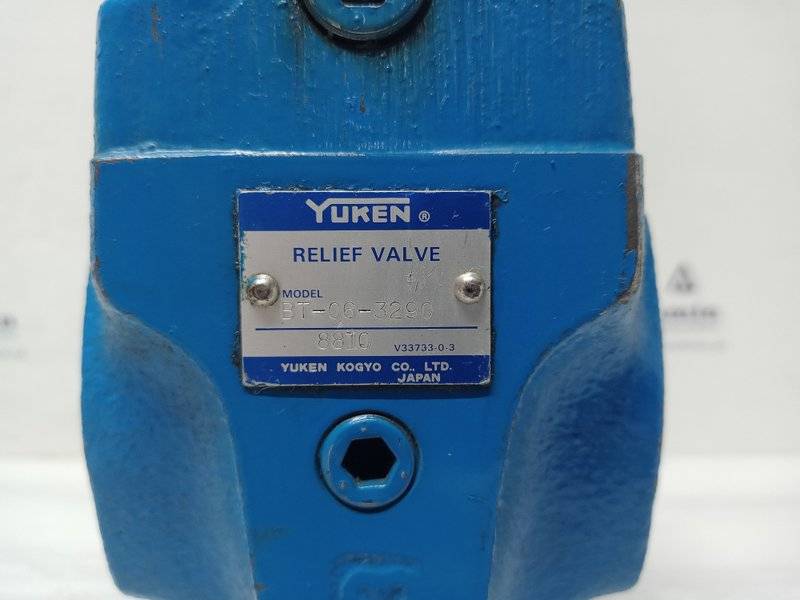 YUKEN ®
RELIEF VALVE
MODEL
BT-06-3290
8810 V33733-0-3
YUKEN KOGYO CO., LTD.
JAPAN